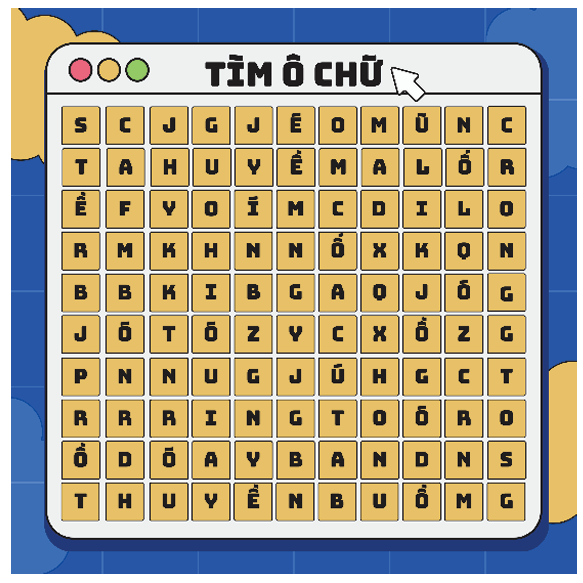 TÌM Ô CHỮ
S C J G J É O M Ũ N C
T A H U Y Ề M A L Ố R
Ề F Y O Í M C D I L O
R M K H N N Ố X K Q N
B B K I B G A Q J Ó G
J Ō T Ō Z Y C X Ổ Z G
P N N U G J Ú H G C T
R R R I N G T O Ô R O
Ồ D Ō A Y B A N D N S
T H U Y Ề N B U Ồ M G